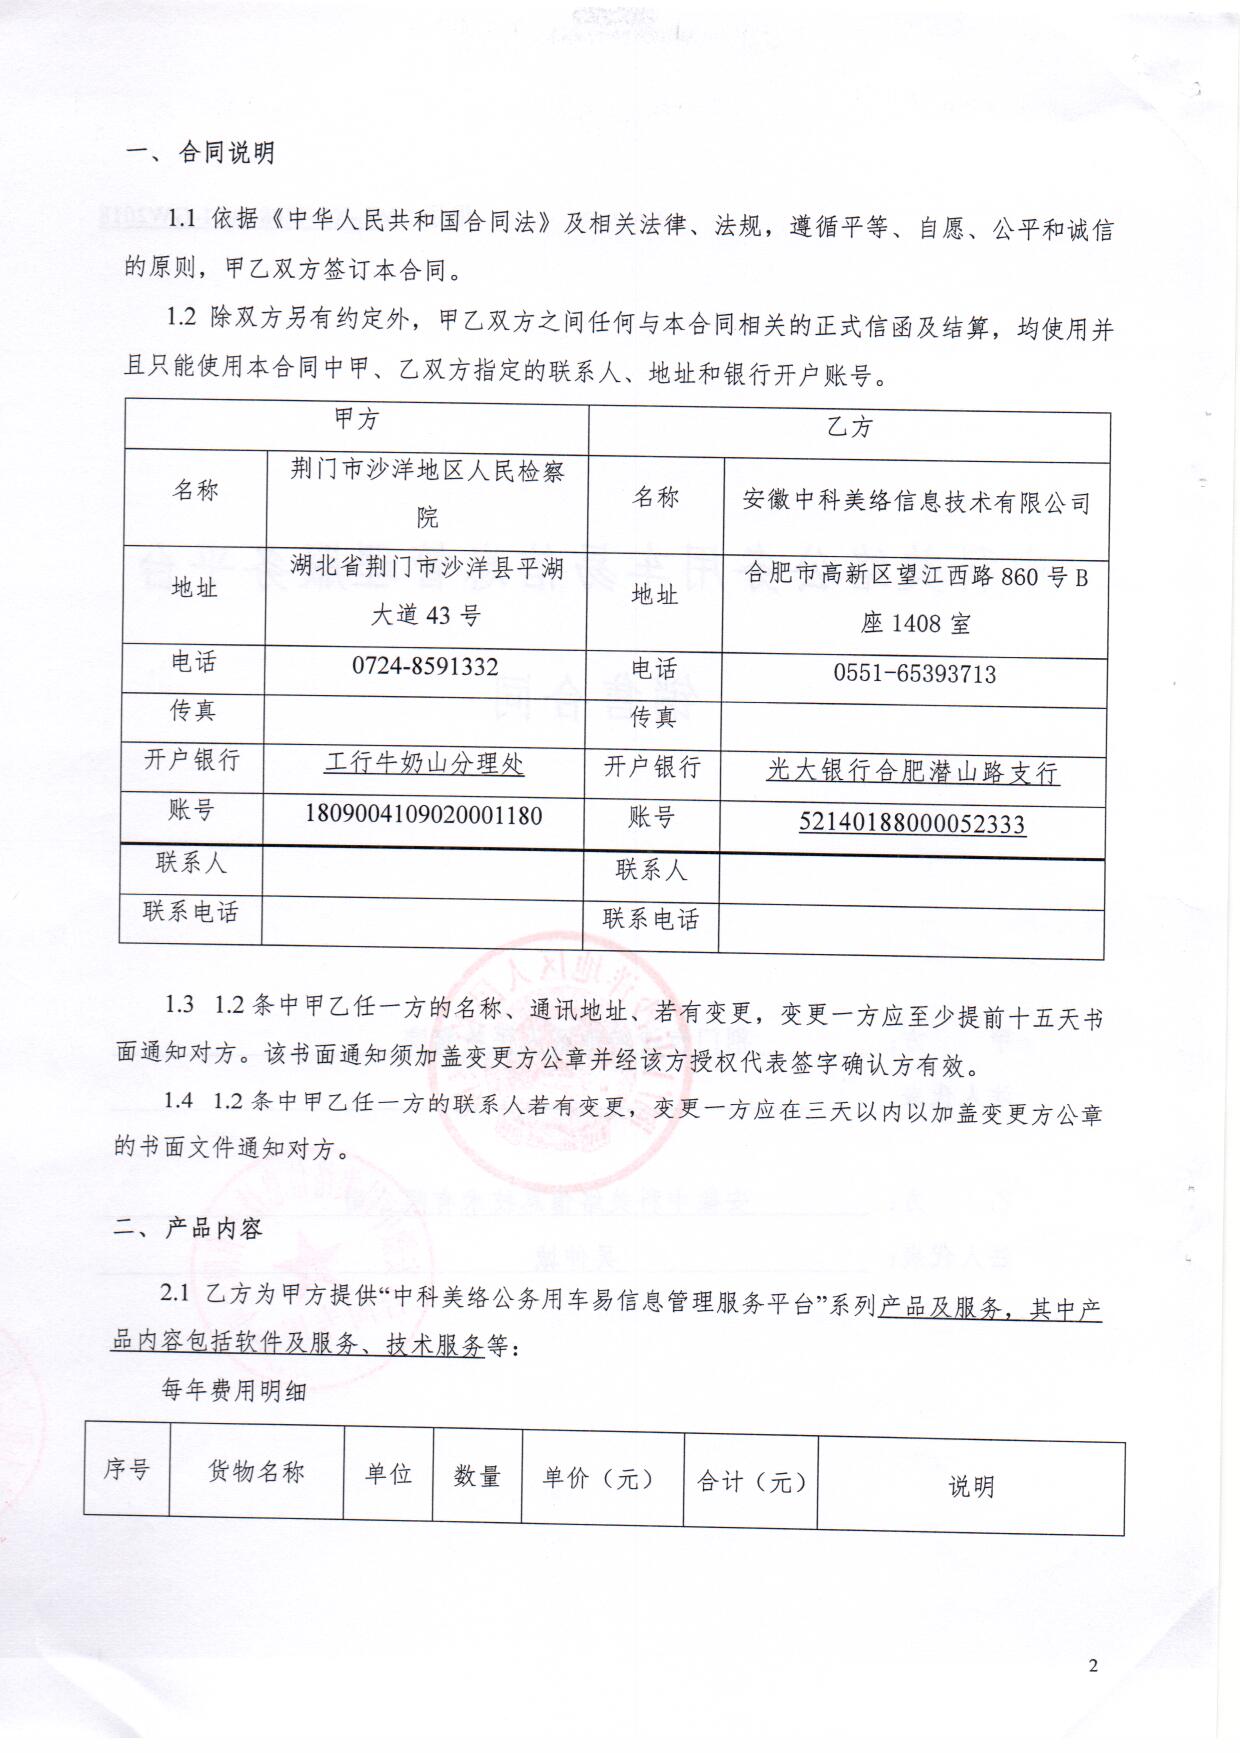 一、合同说明
1.1 依据《中华人民共和国合同法》及相关法律、法规，遵循平等、自愿、公平和诚信
的原则，甲乙双方签订本合同。
1.2 除双方另有约定外，甲乙双方之间任何与本合同相关的正式信函及结算，均使用并
且只能使用本合同中甲、乙双方指定的联系人、地址和银行开户账号。
甲方 乙方
名称 荆门市沙洋地区人民检察
院 名称 安徽中科美络信息技术有限公司
地址 湖北省荆门市沙洋县平湖
大道 43 号 地址 合肥市高新区望江西路 860 号 B
座 1408 室
电话 0724-8591332 电话 0551-65393713
传真 传真
开户银行 工行牛奶山分理处 开户银行 光大银行合肥潜山路支行
账号 1809004109020001180 账号 52140188000052333
联系人 联系人
联系电话 联系电话
1.3 1.2 条中甲乙任一方的名称、通讯地址、若有变更，变更一方应至少提前十五天书
面通知对方。该书面通知须加盖变更方公章并经该方授权代表签字确认方有效。
1.4 1.2 条中甲乙任一方的联系人若有变更，变更一方应在三天以内以加盖变更方公章
的书面文件通知对方。
二、产品内容
2.1 乙方为甲方提供“中科美络公务用车易信息管理服务平台”系列产品及服务，其中产
品内容包括软件及服务、技术服务等：
每年费用明细
序号 货物名称 单位 数量 单价（元） 合计（元） 说明
2